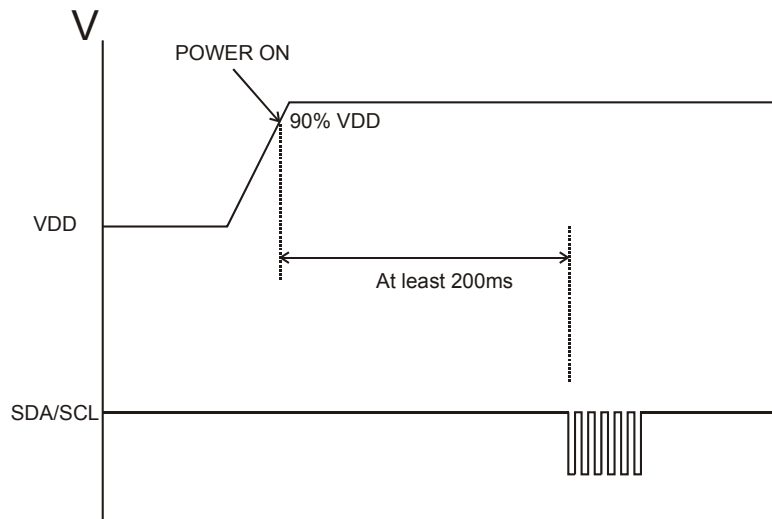 V
POWER ON
90% VDD
VDD
At least 200ms
SDA/SCL